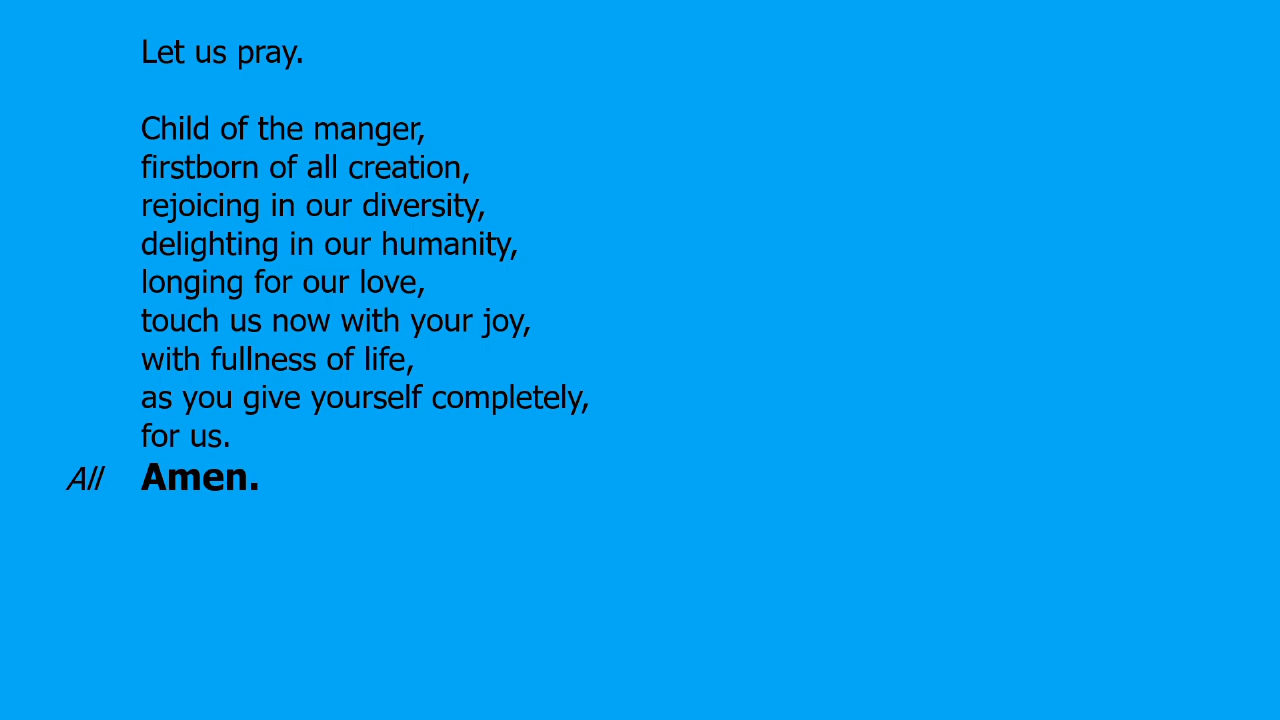 Let us pray.
Child of the manger,
firstborn of all creation,
rejoicing in our diversity,
delighting in our humanity,
longing for our love,
touch us now with your joy,
with fullness of life,
as you give yourself completely,
for us.
All Amen.